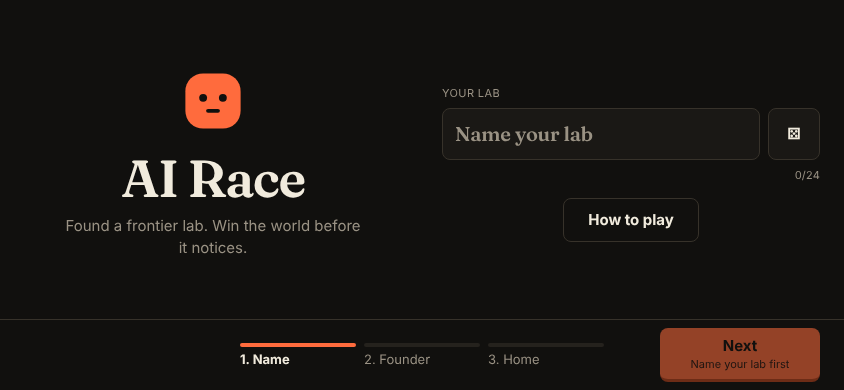 AI Race
Found a frontier lab. Win the world before
it notices.
YOUR LAB
Name your lab
0/24
How to play
1. Name
2. Founder
3. Home
Next
Name your lab first